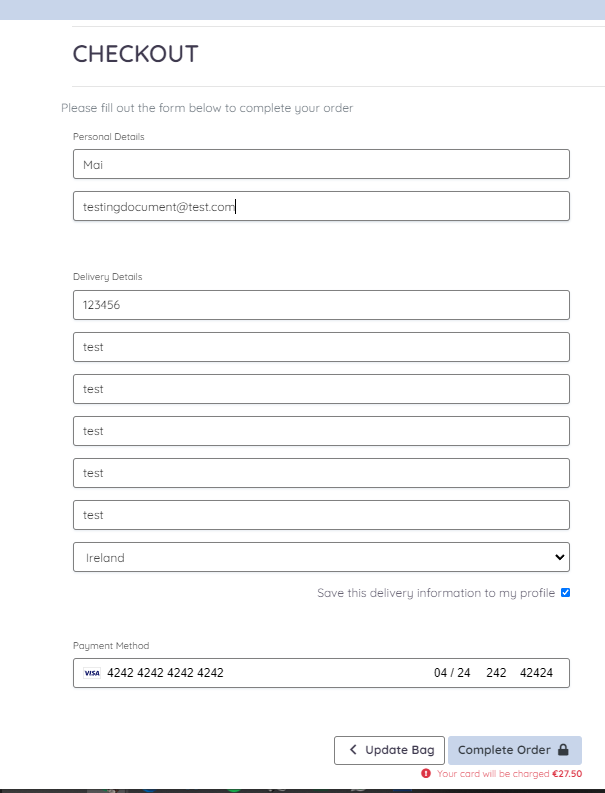 CHECKOUT
Please fill out the form below to complete your order
Personal Details
Mai
testingdocument@test.com
Delivery Details
123456
test
test
test
test
test
Ireland
Save this delivery information to my profile
Payment Method
VISA 4242 4242 4242 4242 04 / 24 242 42424
Update Bag Complete Order
Your card will be charged €27.50